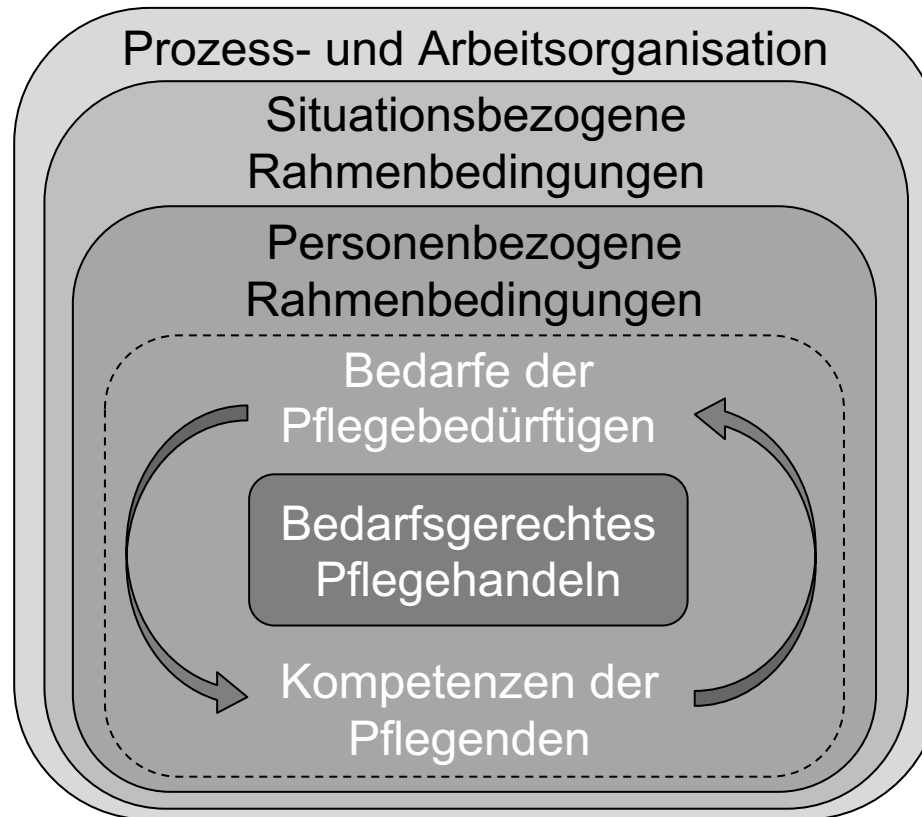 Prozess- und Arbeitsorganisation
Situationsbezogene
Rahmenbedingungen
Personenbezogene
Rahmenbedingungen
Bedarfe der
Pflegebedürftigen
Bedarfsgerechtes
Pflegehandeln
Kompetenzen der
Pflegenden